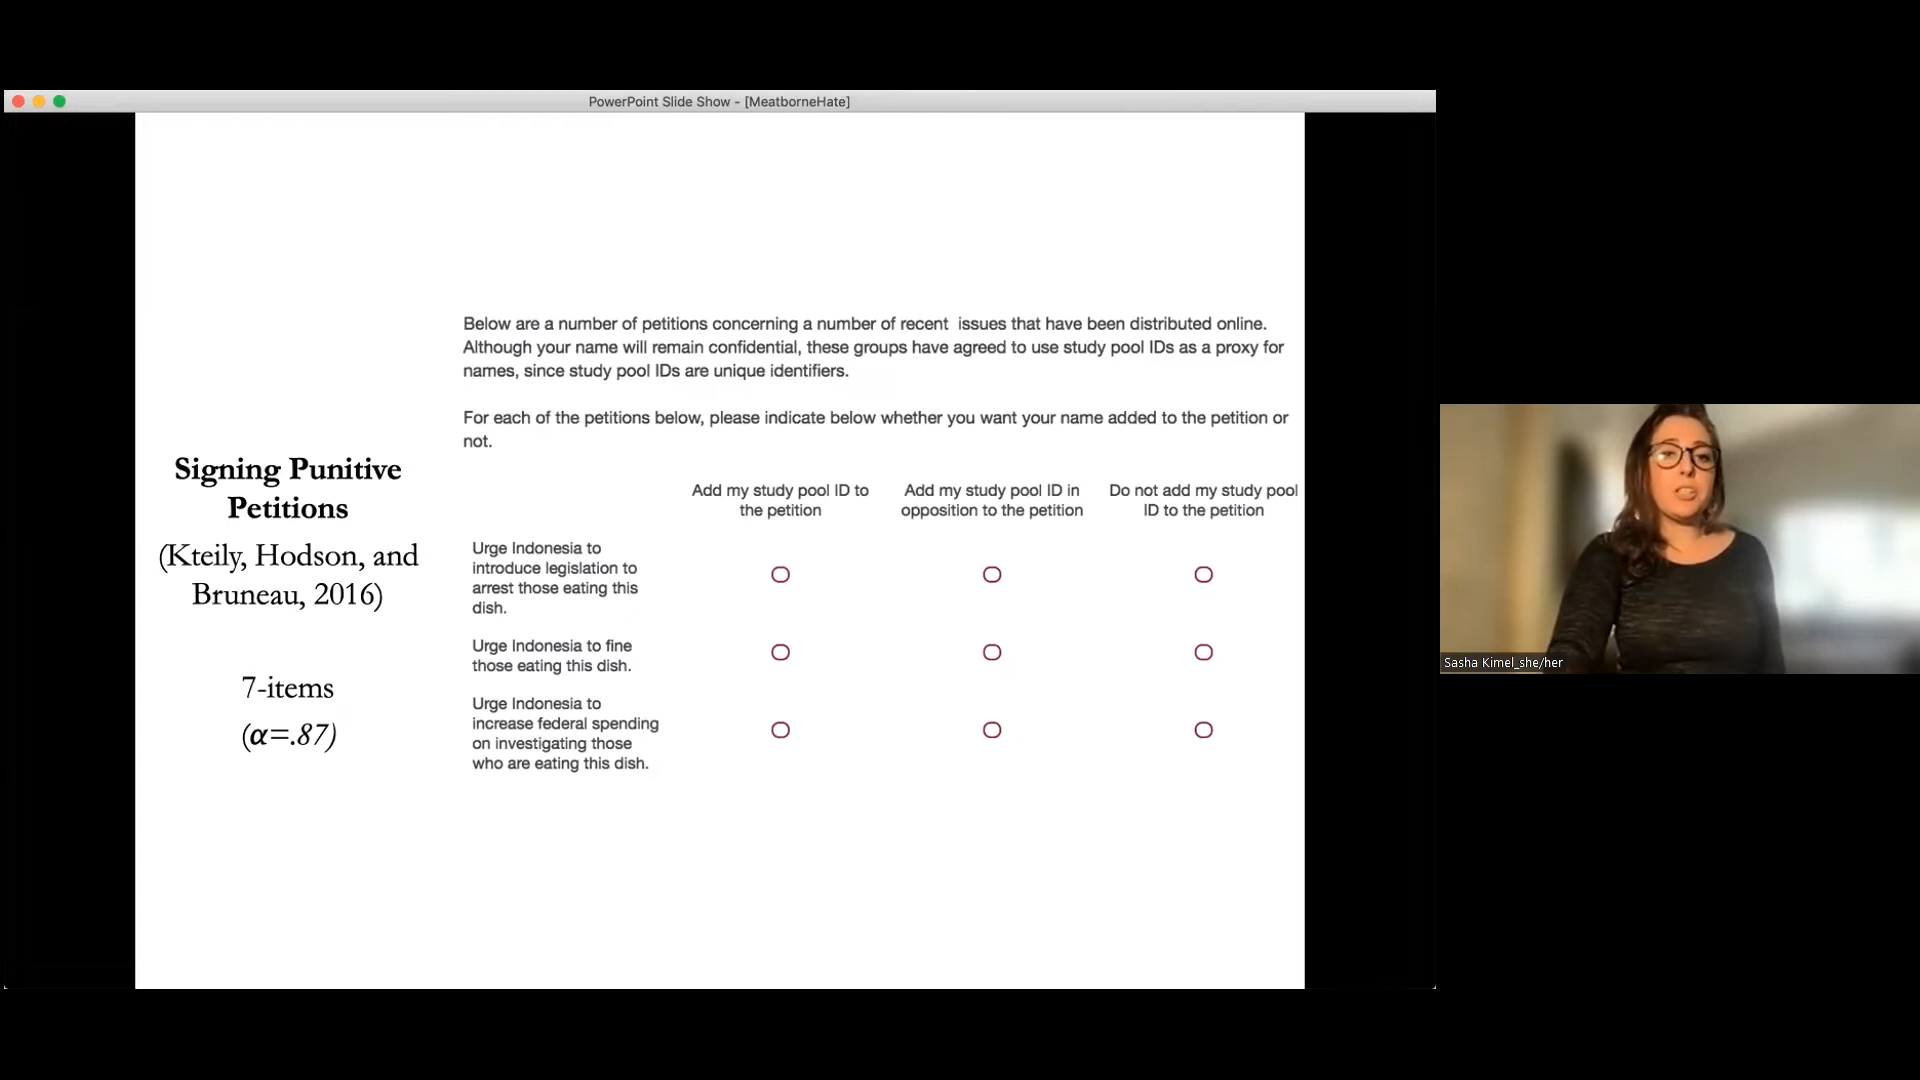 PowerPoint Slide Show - [MeatborneHate]
Below are a number of petitions concerning a number of recent  issues that have been distributed online.
Although your name will remain confidential, these groups have agreed to use study pool IDs as a proxy for
names, since study pool IDs are unique identifiers.
For each of the petitions below, please indicate below whether you want your name added to the petition or
not.
Signing Punitive
Petitions
(Kteily, Hodson, and
Bruneau, 2016)
7-items
(α=.87)
Add my study pool ID to
the petition
Add my study pool ID in
opposition to the petition
Do not add my study pool
ID to the petition
Urge Indonesia to
introduce legislation to
arrest those eating this
dish.
Urge Indonesia to fine
those eating this dish.
Urge Indonesia to
increase federal spending
on investigating those
who are eating this dish.
Sasha Kimel_she/her